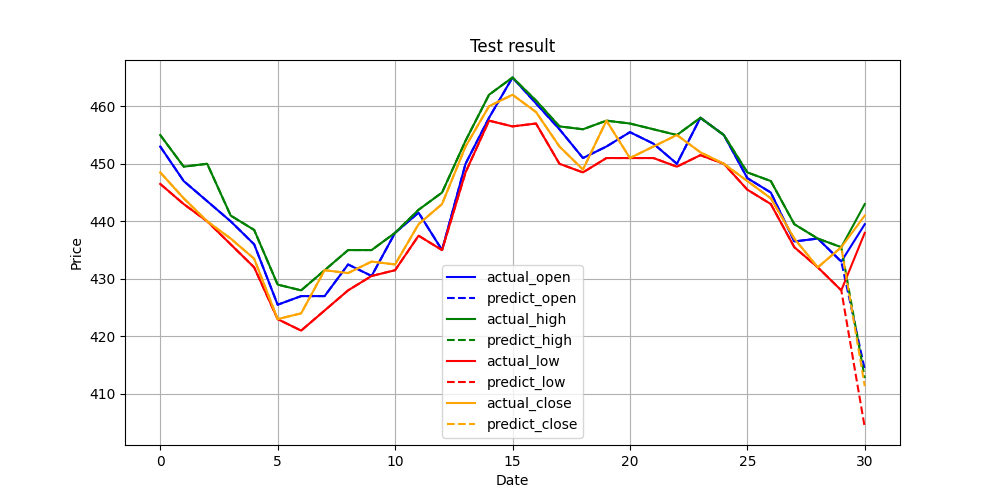 Test result
Price
460
450
440
430
420
410
actual_open
predict_open
actual_high
predict_high
actual_low
predict_low
actual_close
predict_close
0 5 10 15 20 25 30
Date